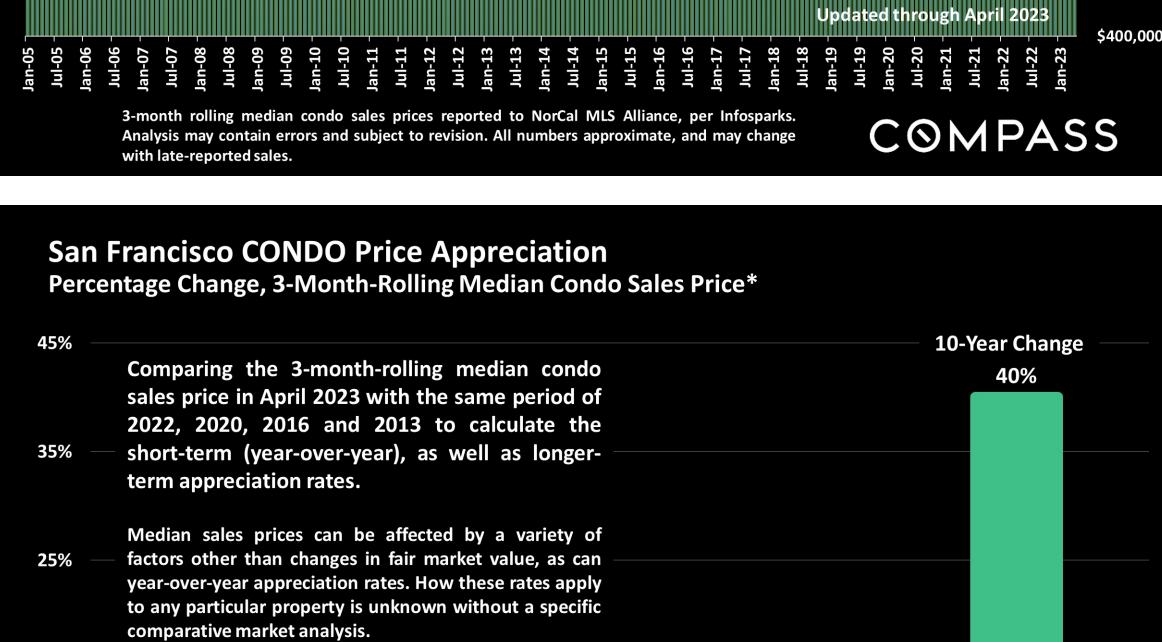 Updated through April 2023
$400,000
Jan-05 Jul-05 Jan-06 Jul-06 Jan-07 Jul-07 Jan-08 Jul-08 Jan-09 Jul-09 Jan-10 Jul-10 Jan-11 Jul-11 Jan-12 Jul-12 Jan-13 Jul-13 Jan-14 Jul-14 Jan-15 Jul-15 Jan-16 Jul-16 Jan-17 Jul-17 Jan-18 Jul-18 Jan-19 Jul-19 Jan-20 Jul-20 Jan-21 Jul-21 Jan-22 Jul-22 Jan-23
3-month rolling median condo sales prices reported to NorCal MLS Alliance, per Infosparks.
Analysis may contain errors and subject to revision. All numbers approximate, and may change
with late-reported sales.
COMPASS
San Francisco CONDO Price Appreciation
Percentage Change, 3-Month-Rolling Median Condo Sales Price*
45%
10-Year Change
40%
Comparing the 3-month-rolling median condo
sales price in April 2023 with the same period of
2022, 2020, 2016 and 2013 to calculate the
35%
short-term (year-over-year), as well as longer-
term appreciation rates.
Median sales prices can be affected by a variety of
25%
factors other than changes in fair market value, as can
year-over-year appreciation rates. How these rates apply
to any particular property is unknown without a specific
comparative market analysis.